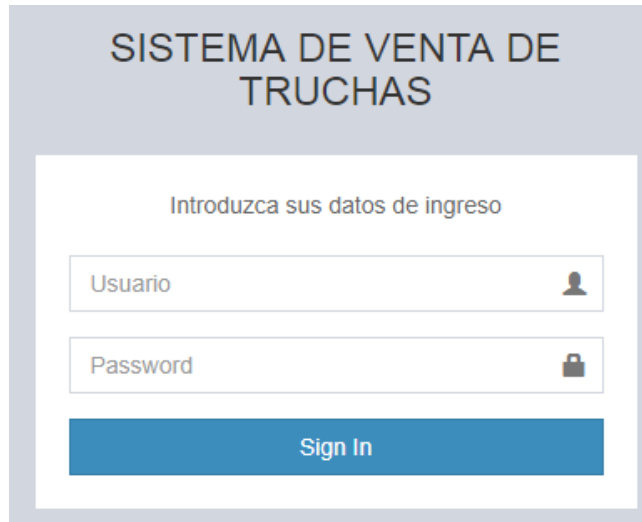 SISTEMA DE VENTA DE
TRUCHAS
Introduzca sus datos de ingreso
Usuario
Password
Sign In